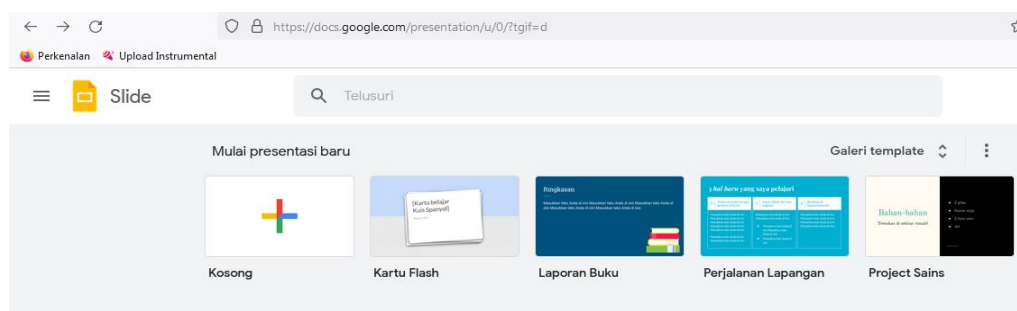 https://docs.google.com/presentation/u/0/?tgif=d
Perkenalan Upload Instrumental
Slide Telusuri
Mulai presentasi baru Galeri template
[Kartu belajar
Kuis Spanyol]
Ringkasan
3 hal baru yang saya pelajari
Bahan-bahan
Kosong Kartu Flash Laporan Buku Perjalanan Lapangan Project Sains